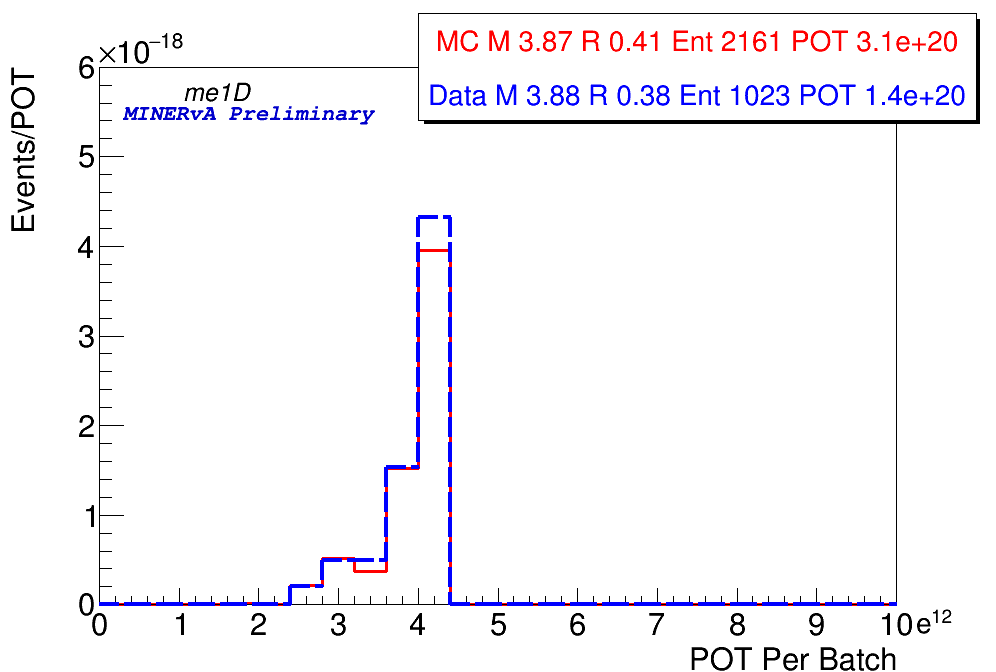 ×10⁻¹⁸
MC M 3.87 R 0.41 Ent 2161 POT 3.1e+20
Data M 3.88 R 0.38 Ent 1023 POT 1.4e+20
me1D
MINERvA Preliminary
Events/POT
6
5
4
3
2
1
0
0 1 2 3 4 5 6 7 8 9 10 e12
POT Per Batch